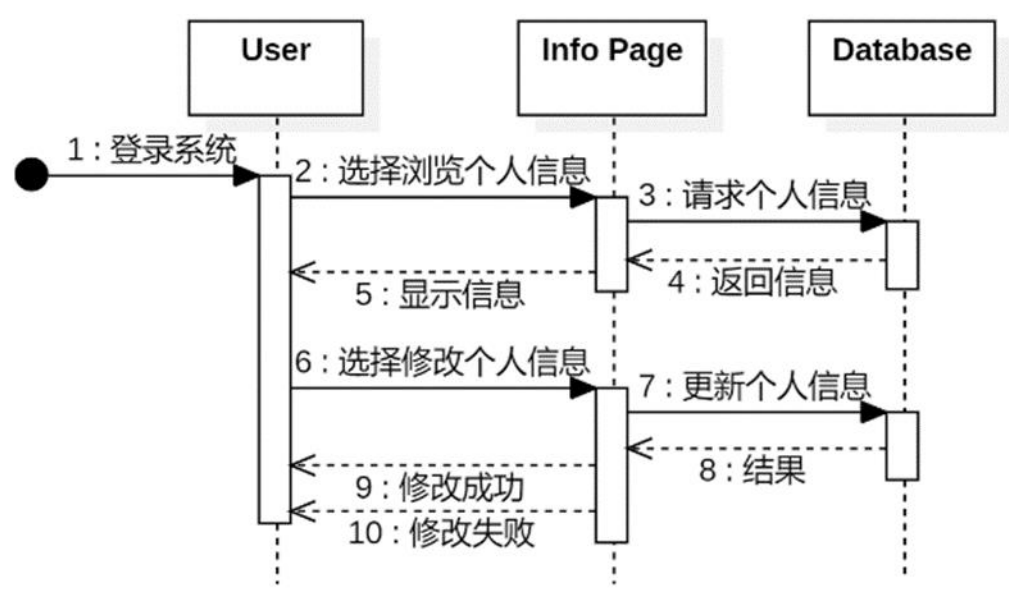 User
Info Page
Database
1 : 登录系统
2 : 选择浏览个人信息
3 : 请求个人信息
4 : 返回信息
5 : 显示信息
6 : 选择修改个人信息
7 : 更新个人信息
8 : 结果
9 : 修改成功
10 : 修改失败